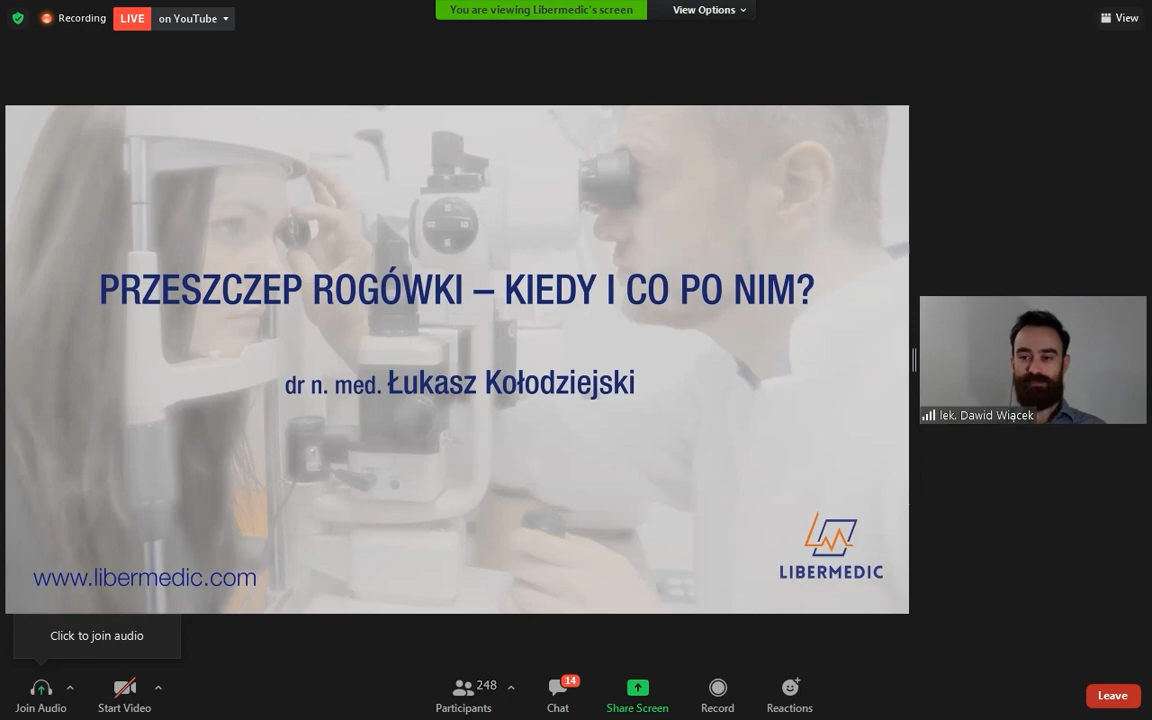 Recording
LIVE on YouTube
You are viewing Libermedic's screen
View Options
View
PRZESZCZEP ROGÓWKI – KIEDY I CO PO NIM?
dr n. med. Łukasz Kołodziejski
lek. Dawid Wiącek
www.libermedic.com
LIBERMEDIC
Click to join audio
Join Audio
Start Video
248
Participants
14
Chat
Share Screen
Record
Reactions
Leave